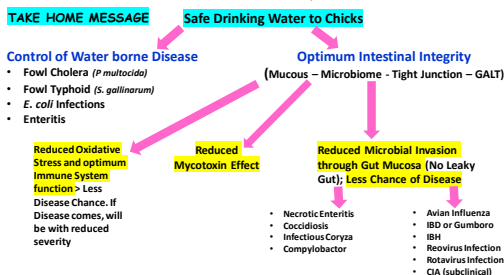 TAKE HOME MESSAGE
Safe Drinking Water to Chicks
Control of Water borne Disease
• Fowl Cholera (P multocida)
• Fowl Typhoid (S. gallinarum)
• E. coli Infections
• Enteritis
Optimum Intestinal Integrity
(Mucous – Microbiome - Tight Junction – GALT)
Reduced Oxidative
Stress and optimum
Immune System
function > Less
Disease Chance. If
Disease comes, will
be with reduced
severity
Reduced
Mycotoxin Effect
Reduced Microbial Invasion
through Gut Mucosa (No Leaky
Gut); Less Chance of Disease
• Necrotic Enteritis
• Coccidiosis
• Infectious Coryza
• Compylobactor
• Avian Influenza
• IBD or Gumboro
• IBH
• Reovirus Infection
• Rotavirus Infection
• CIA (subclinical)